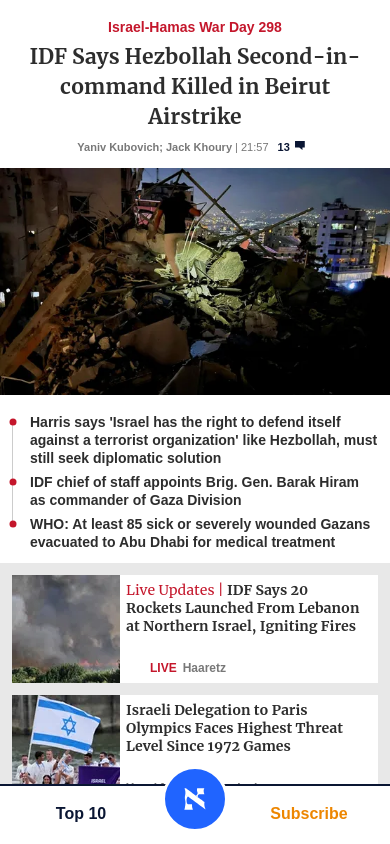 Israel-Hamas War Day 298
IDF Says Hezbollah Second-in-
command Killed in Beirut
Airstrike
Yaniv Kubovich; Jack Khoury | 21:57 13
Harris says 'Israel has the right to defend itself
against a terrorist organization' like Hezbollah, must
still seek diplomatic solution
IDF chief of staff appoints Brig. Gen. Barak Hiram
as commander of Gaza Division
WHO: At least 85 sick or severely wounded Gazans
evacuated to Abu Dhabi for medical treatment
Live Updates | IDF Says 20
Rockets Launched From Lebanon
at Northern Israel, Igniting Fires
LIVE Haaretz
Israeli Delegation to Paris
Olympics Faces Highest Threat
Level Since 1972 Games
ISRAEL
Top 10
Subscribe